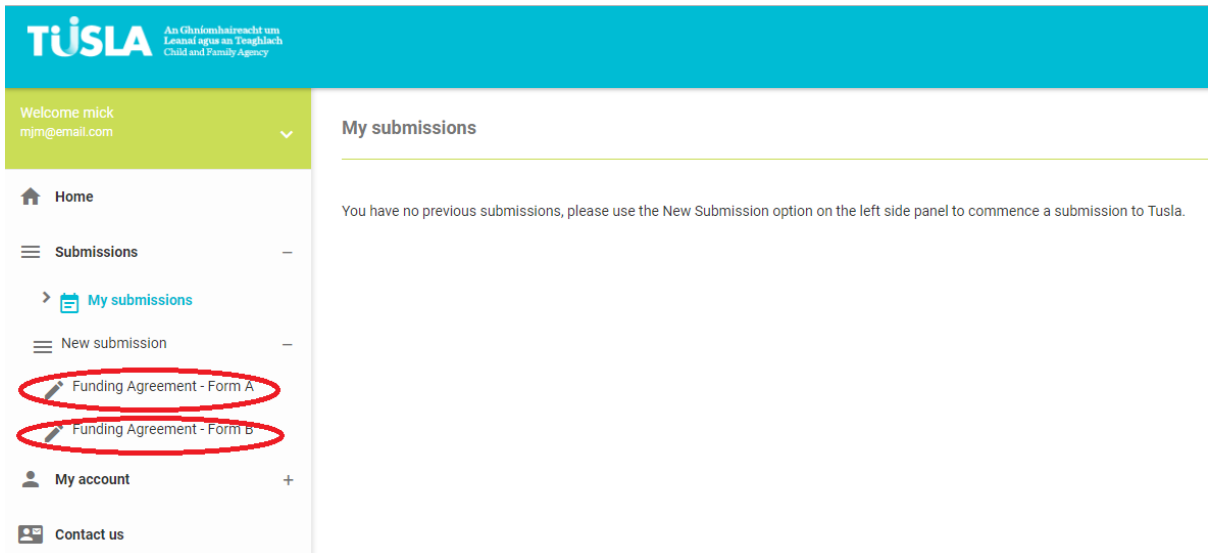 TUSLA
An Ghníomhaireacht um
Leanaí agus an Teaghlach
Child and Family Agency
Welcome mick
mjm@email.com
My submissions
Home
You have no previous submissions, please use the New Submission option on the left side panel to commence a submission to Tusla.
Submissions
My submissions
New submission
Funding Agreement - Form A
Funding Agreement - Form B
My account
Contact us